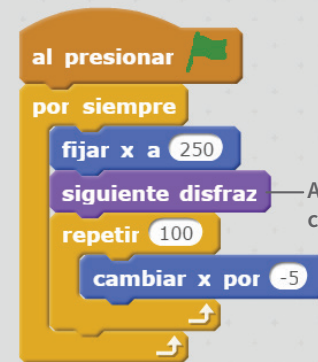 al presionar
por siempre
fijar x a 250
siguiente disfraz
repetir 100
cambiar x por -5